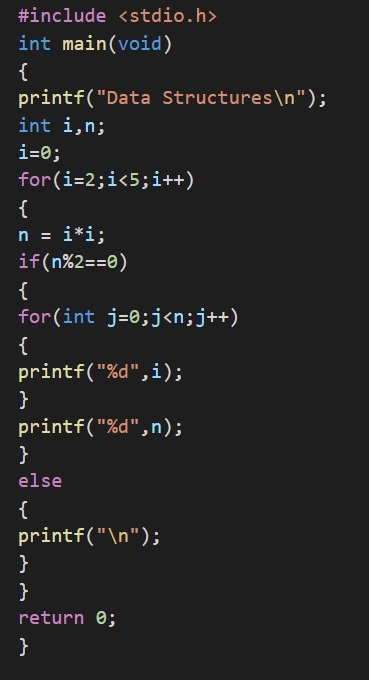 #include <stdio.h>
int main(void)
{
printf("Data Structures\n");
int i,n;
i=0;
for(i=2;i<5;i++)
{
n = i*i;
if(n%2==0)
{
for(int j=0;j<n;j++)
{
printf("%d",i);
}
printf("%d",n);
}
else
{
printf("\n");
}
}
return 0;
}